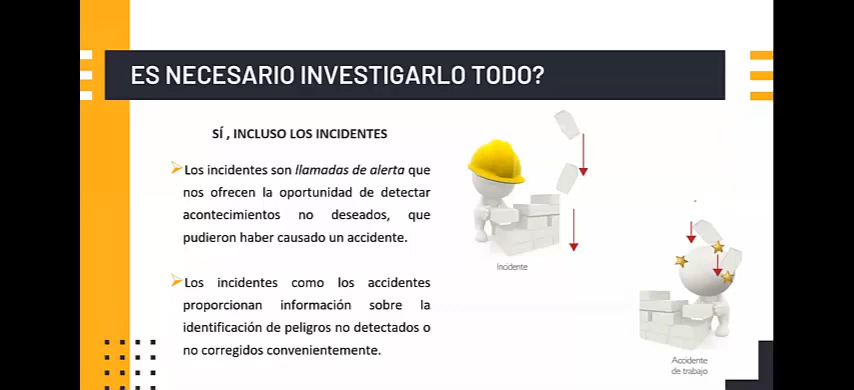 ES NECESARIO INVESTIGARLO TODO?
SÍ , INCLUSO LOS INCIDENTES
Los incidentes son llamadas de alerta que
nos ofrecen la oportunidad de detectar
acontecimientos no deseados, que
pudieron haber causado un accidente.
Los incidentes como los accidentes
proporcionan información sobre la
identificación de peligros no detectados o
no corregidos convenientemente.
Incidente
Accidente
de trabajo